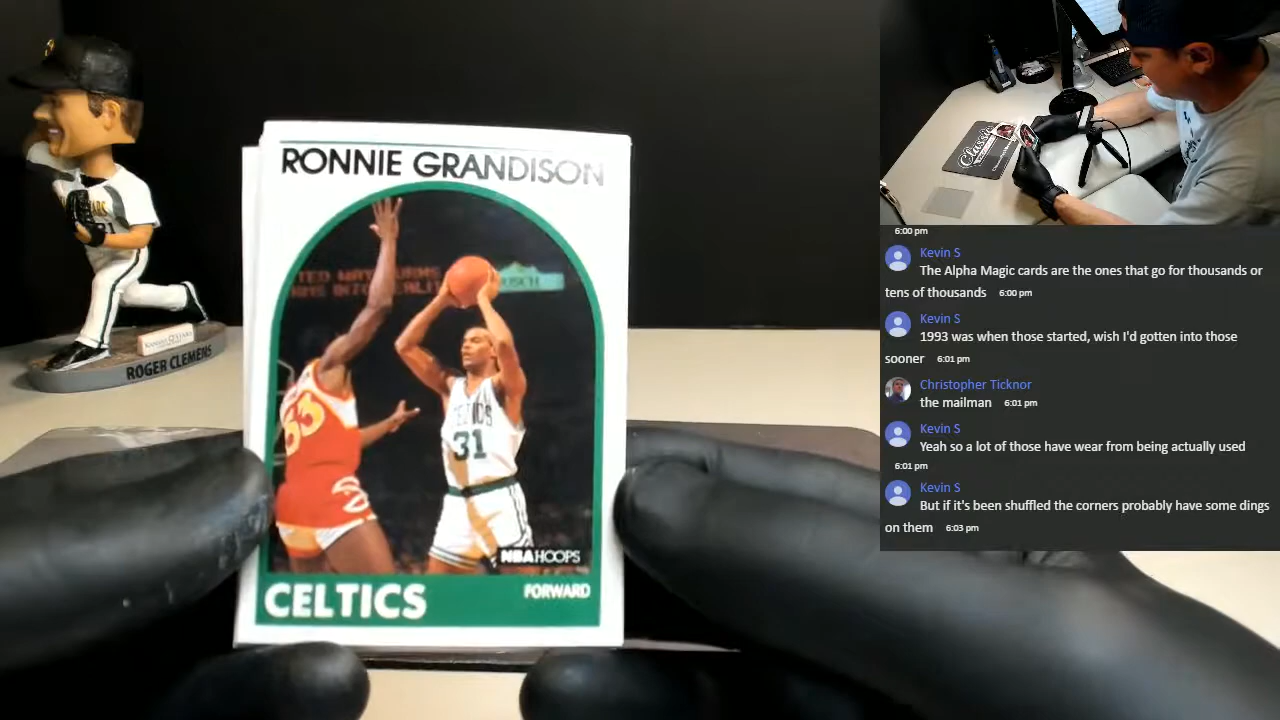 RONNIE GRANDISON
53
31
NBA HOOPS
CELTICS
FORWARD
ROGER CLEMENS
Classic
6:00 pm
Kevin S
The Alpha Magic cards are the ones that go for thousands or
tens of thousands 6:00 pm
Kevin S
1993 was when those started, wish I'd gotten into those
sooner 6:01 pm
Christopher Ticknor
the mailman 6:01 pm
Kevin S
Yeah so a lot of those have wear from being actually used
6:01 pm
Kevin S
But if it's been shuffled the corners probably have some dings
on them 6:03 pm